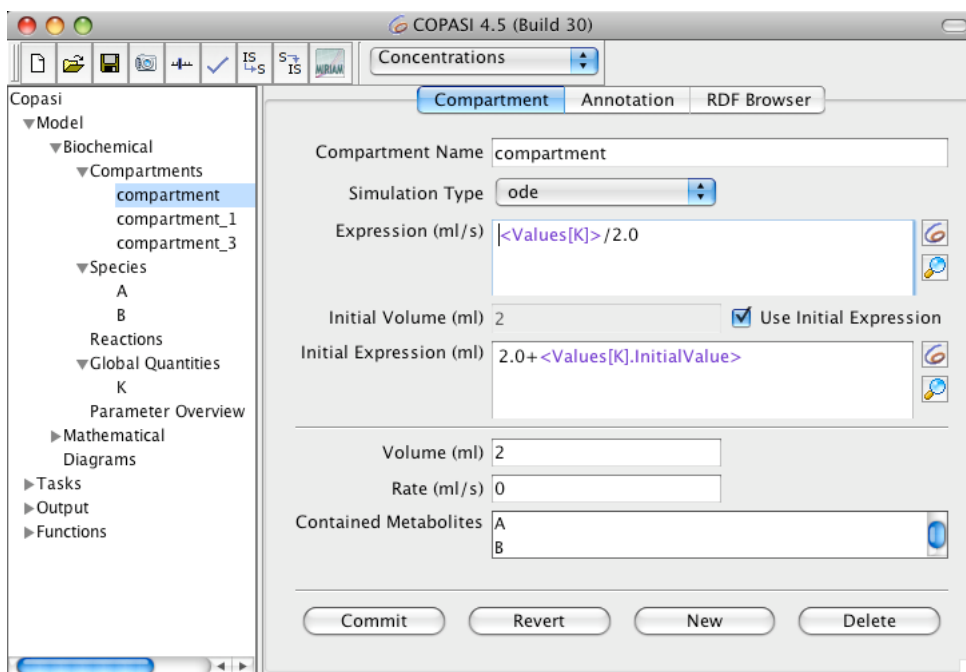 COPASI 4.5 (Build 30)
IS S S IS MIRIAM Concentrations
Copasi
Model
Biochemical
Compartments
compartment
compartment_1
compartment_3
Species
A
B
Reactions
Global Quantities
K
Parameter Overview
Mathematical
Diagrams
Tasks
Output
Functions
Compartment Annotation RDF Browser
Compartment Name compartment
Simulation Type ode
Expression (ml/s) <Values[K]>/2.0
Initial Volume (ml) 2 Use Initial Expression
Initial Expression (ml) 2.0+<Values[K].InitialValue>
Volume (ml) 2
Rate (ml/s) 0
Contained Metabolites A
B
Commit Revert New Delete